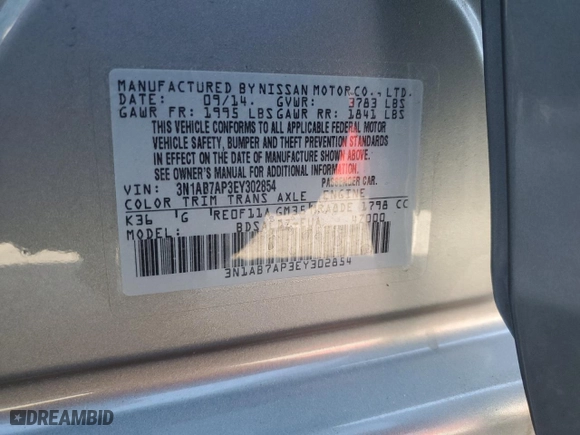 MANUFACTURED BY NISSAN MOTOR CO., LTD.
DATE: 09/14. GVWR: 3783 LBS
GAWR FR: 1995 LBS GAWR RR: 1841 LBS
THIS VEHICLE CONFORMS TO ALL APPLICABLE FEDERAL MOTOR
VEHICLE SAFETY, BUMPER AND THEFT PREVENTION STANDARDS
IN EFFECT ON THE DATE OF MANUFACTURE SHOWN ABOVE.
SEE OWNER'S MANUAL FOR ADDITIONAL INFORMATION.
VIN: 3N1AB7AP3EY302854 PASSENGER CAR.
COLOR TRIM TRANS AXLE ENGINE
K36 G RE0F11A GM35 1798 CC
MODEL:
3N1AB7AP3EY302854
DREAMBID